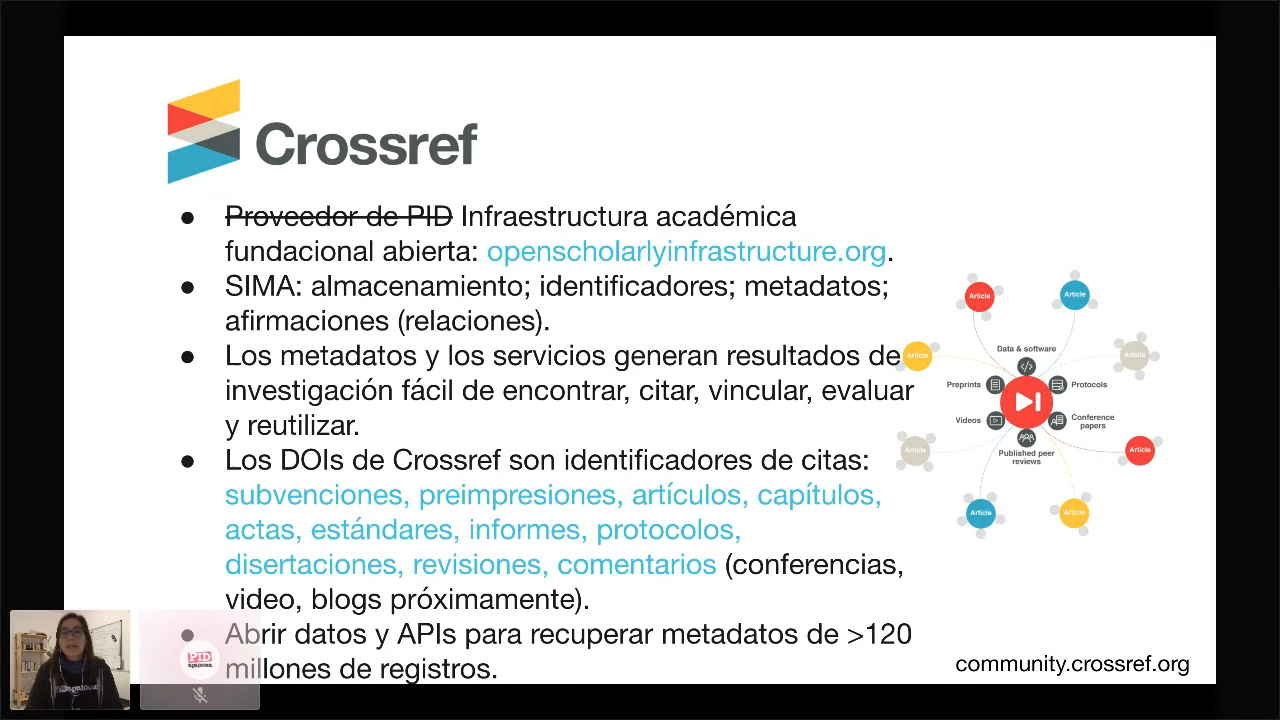 Crossref
● Proveedor de PID Infraestructura académica
fundacional abierta: openscholarlyinfrastructure.org.
● SIMA: almacenamiento; identificadores; metadatos;
afirmaciones (relaciones).
● Los metadatos y los servicios generan resultados de
investigación fácil de encontrar, citar, vincular, evaluar
y reutilizar.
● Los DOIs de Crossref son identificadores de citas:
subvenciones, preimpresiones, artículos, capítulos,
actas, estándares, informes, protocolos,
disertaciones, revisiones, comentarios (conferencias,
video, blogs próximamente).
● Abrir datos y APIs para recuperar metadatos de >120
millones de registros.
Article
Article
Article
Article
Data & software
Preprints
Protocols
Videos
Conference
papers
Published peer
reviews
Article
Article
Article
Article
community.crossref.org
PID
apalooza